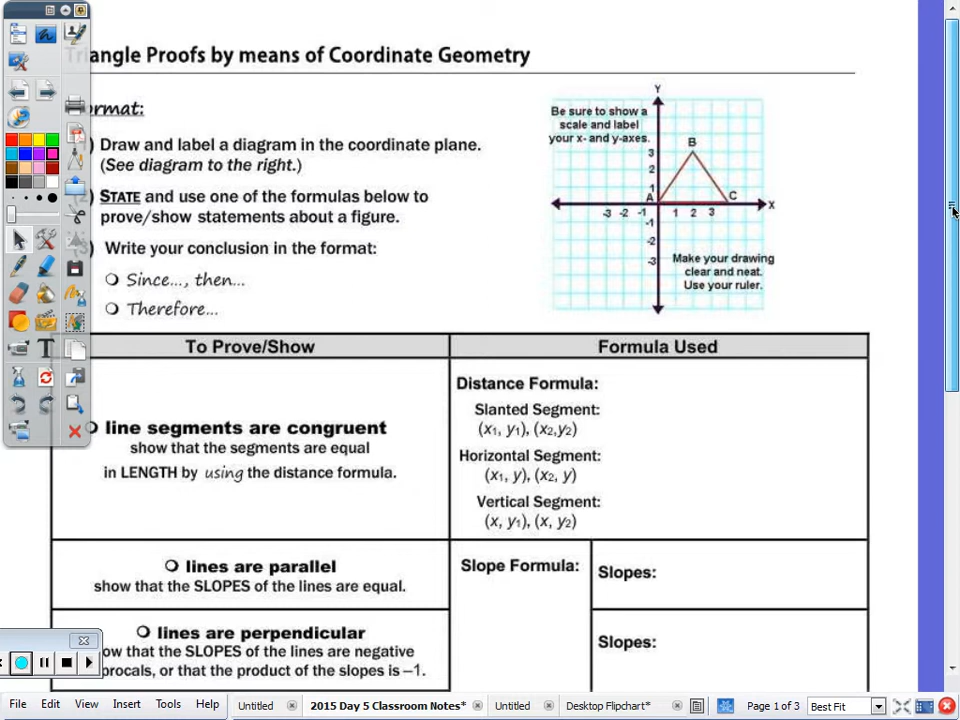 riangle Proofs by means of Coordinate Geometry
ormat:
Draw and label a diagram in the coordinate plane.
(See diagram to the right.)
STATE and use one of the formulas below to
prove/show statements about a figure.
Write your conclusion in the format:
Since..., then...
Therefore...
Y
Be sure to show a
scale and label
your x- and y-axes.
3 B
2
1
A C
X
-3 -2 -1 1 2 3
-1
-2
-3
Make your drawing
clear and neat.
Use your ruler.
To Prove/Show Formula Used
line segments are congruent
show that the segments are equal
in LENGTH by using the distance formula.
Distance Formula:
Slanted Segment:
(x1, y1), (x2,y2)
Horizontal Segment:
(x1, y), (x2, y)
Vertical Segment:
(x, y1), (x, y2)
lines are parallel
show that the SLOPES of the lines are equal.
Slope Formula:
Slopes:
lines are perpendicular
ow that the SLOPES of the lines are negative
procals, or that the product of the slopes is –1.
Slopes:
File Edit View Insert Tools Help Untitled 2015 Day 5 Classroom Notes* Untitled Desktop Flipchart* Page 1 of 3 Best Fit